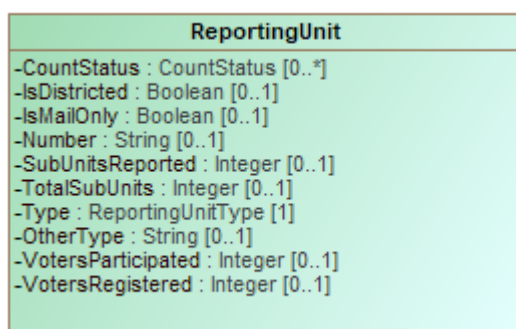 ReportingUnit
-CountStatus : CountStatus [0..*]
-IsDistricted : Boolean [0..1]
-IsMailOnly : Boolean [0..1]
-Number : String [0..1]
-SubUnitsReported : Integer [0..1]
-TotalSubUnits : Integer [0..1]
-Type : ReportingUnitType [1]
-OtherType : String [0..1]
-VotersParticipated : Integer [0..1]
-VotersRegistered : Integer [0..1]